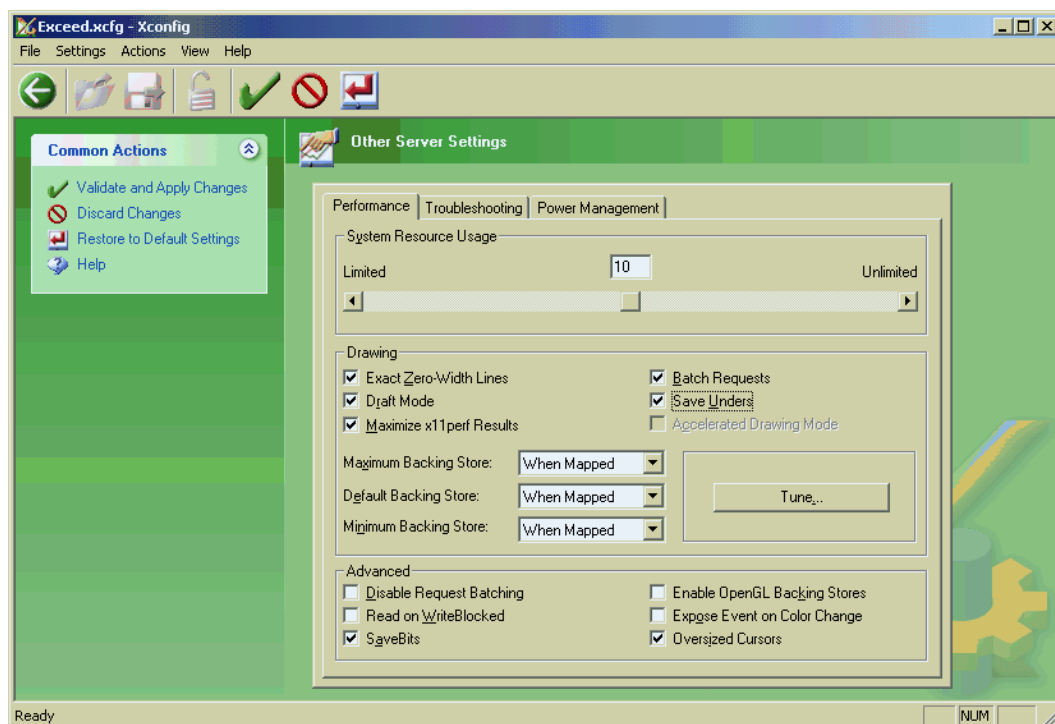 Exceed.xcfg - Xconfig
File Settings Actions View Help
Common Actions
Validate and Apply Changes
Discard Changes
Restore to Default Settings
Help
Other Server Settings
Performance Troubleshooting Power Management
System Resource Usage
Limited 10 Unlimited
Drawing
Exact Zero-Width Lines Batch Requests
Draft Mode Save Unders
Maximize x11perf Results Accelerated Drawing Mode
Maximum Backing Store: When Mapped
Default Backing Store: When Mapped Tune...
Minimum Backing Store: When Mapped
Advanced
Disable Request Batching Enable OpenGL Backing Stores
Read on WriteBlocked Expose Event on Color Change
SaveBits Oversized Cursors
Ready NUM